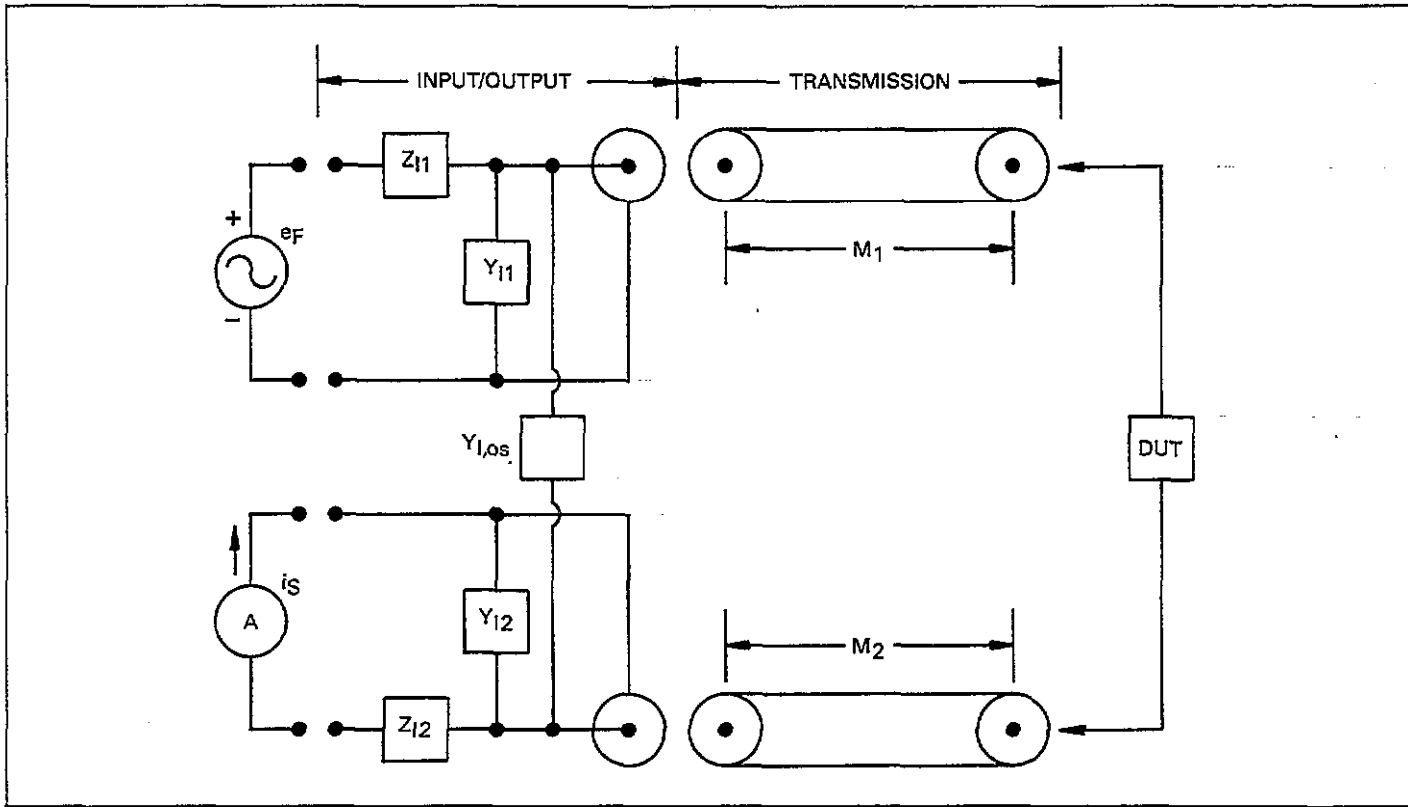 INPUT/OUTPUT
TRANSMISSION
ZI1
+
eF
−
YI1
M1
YI,os
DUT
iS
A
YI2
M2
ZI2